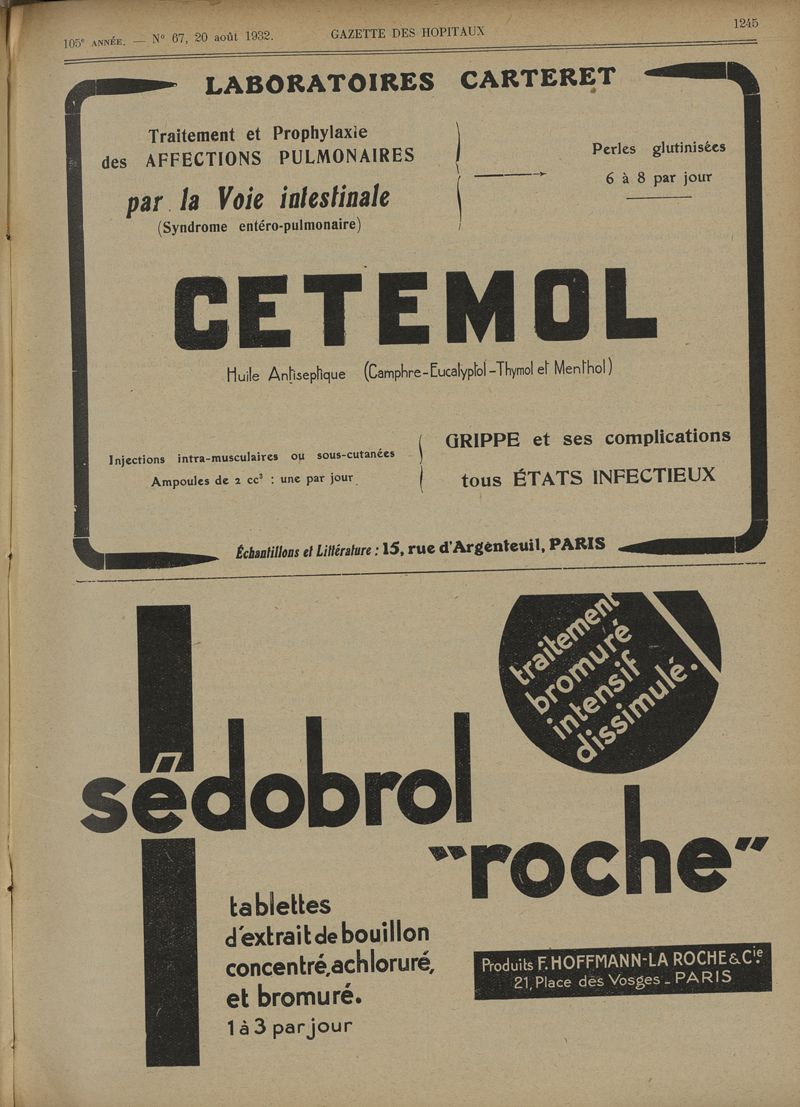 105e ANNÉE. — No 67, 20 août 1932.
GAZETTE DES HOPITAUX
1245
LABORATOIRES CARTERET
Traitement et Prophylaxie
des AFFECTIONS PULMONAIRES
par la Voie intestinale
(Syndrome entéro-pulmonaire)
Perles glutinisées
6 à 8 par jour
CETEMOL
Huile Antiseptique (Camphre-Eucalyptol-Thymol et Menthol)
Injections intra-musculaires ou sous-cutanées
Ampoules de 2 cc³ : une par jour
GRIPPE et ses complications
tous ÉTATS INFECTIEUX
Échantillons et Littérature : 15, rue d'Argenteuil, PARIS
traitement
bromuré
intensif
dissimulé.
sédobrol
"roche"
tablettes
d'extrait de bouillon
concentré, achloruré,
et bromuré.
1 à 3 par jour
Produits F. HOFFMANN-LA ROCHE & Cie.
21, Place des Vosges - PARIS